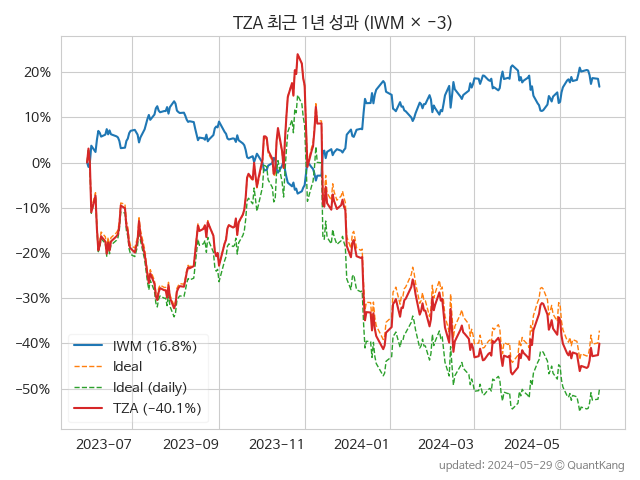 TZA 최근 1년 성과 (IWM × −3)
20%
10%
0%
−10%
−20%
−30%
−40%
−50%
IWM (16.8%)
Ideal
Ideal (daily)
TZA (−40.1%)
2023-07
2023-09
2023-11
2024-01
2024-03
2024-05
updated: 2024-05-29 © QuantKang